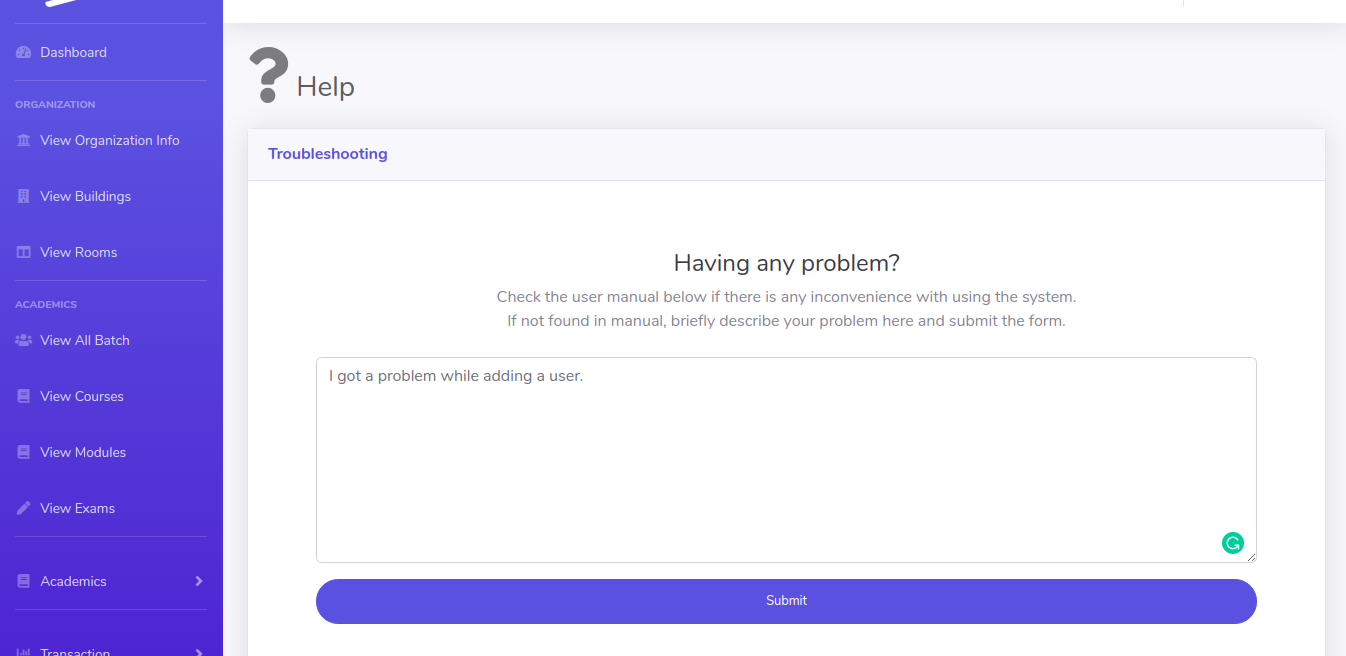 Dashboard
ORGANIZATION
View Organization Info
View Buildings
View Rooms
ACADEMICS
View All Batch
View Courses
View Modules
View Exams
Academics
Transaction
Help
Troubleshooting
Having any problem?
Check the user manual below if there is any inconvenience with using the system.
If not found in manual, briefly describe your problem here and submit the form.
I got a problem while adding a user.
Submit